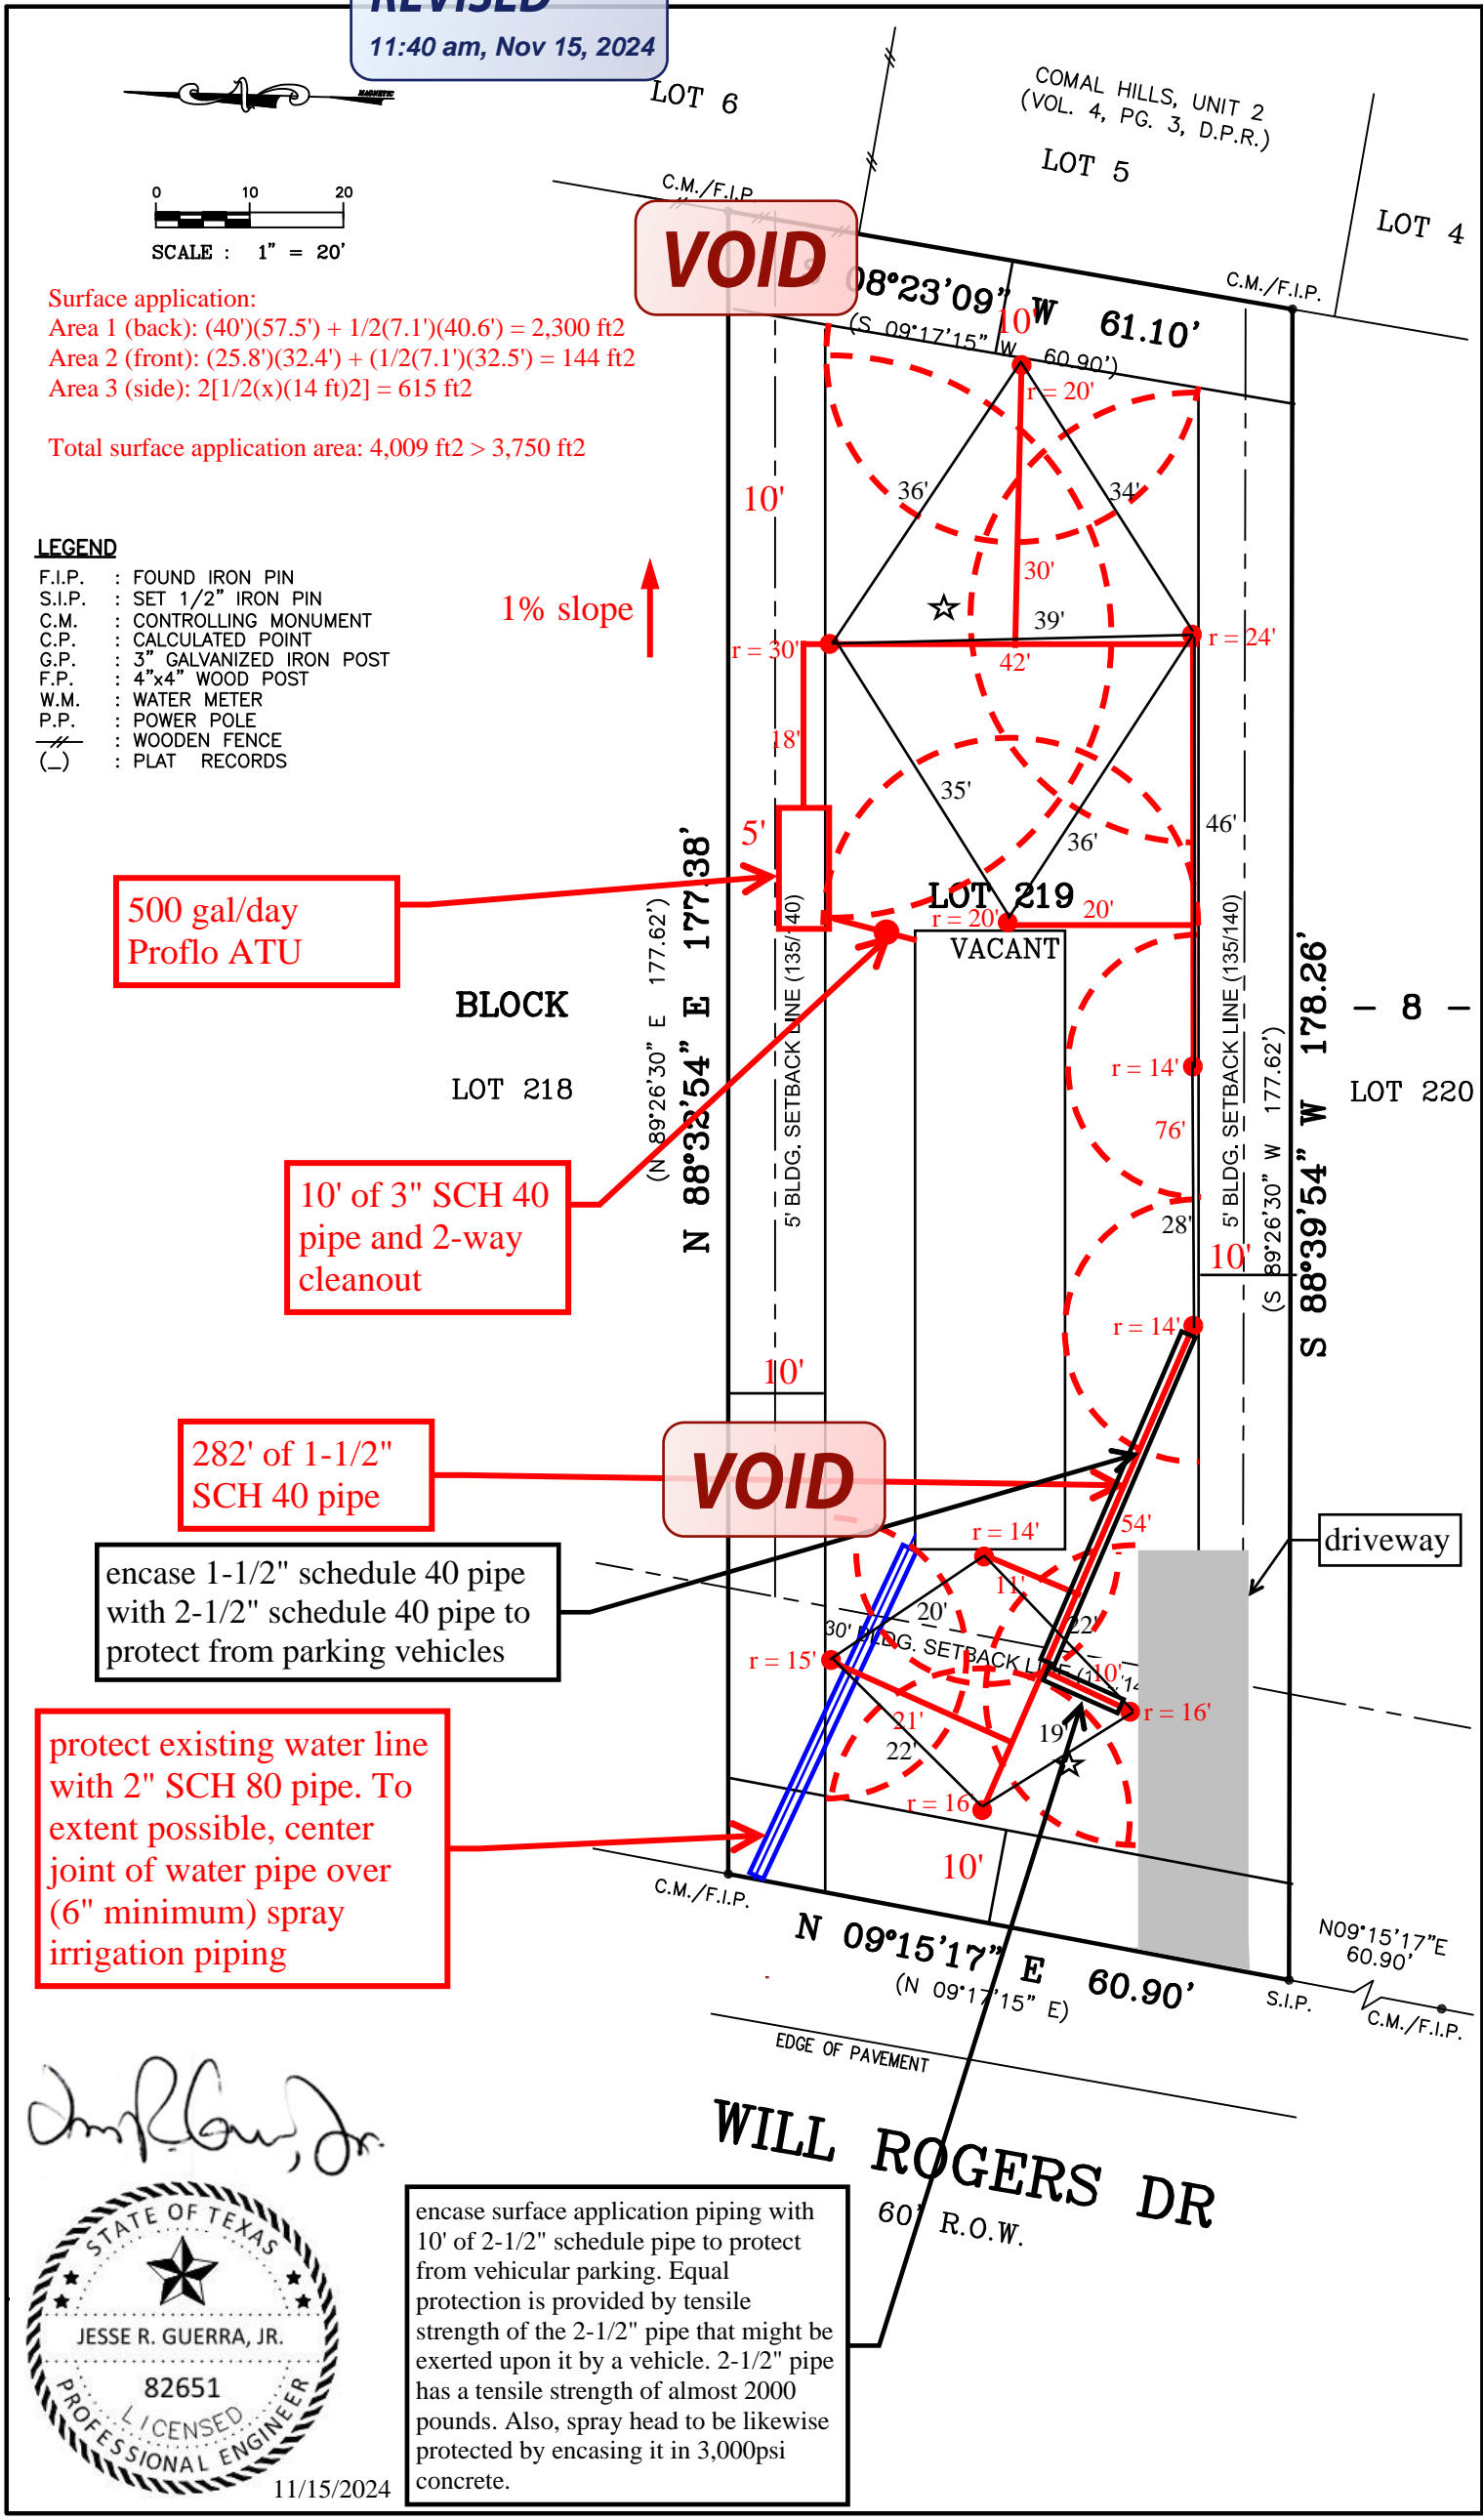 REVISED
11:40 am, Nov 15, 2024
MAGNETIC
0 10 20
SCALE : 1" = 20'
LOT 6
COMAL HILLS, UNIT 2
(VOL. 4, PG. 3, D.P.R.)
LOT 5
LOT 4
C.M./F.I.P.
C.M./F.I.P.
VOID
S 08°23'09" W 61.10'
(S 09°17'15" W 60.90')
10'
Surface application:
Area 1 (back): (40')(57.5') + 1/2(7.1')(40.6') = 2,300 ft2
Area 2 (front): (25.8')(32.4') + (1/2(7.1')(32.5') = 144 ft2
Area 3 (side): 2[1/2(x)(14 ft)2] = 615 ft2
Total surface application area: 4,009 ft2 > 3,750 ft2
LEGEND
F.I.P. : FOUND IRON PIN
S.I.P. : SET 1/2" IRON PIN
C.M. : CONTROLLING MONUMENT
C.P. : CALCULATED POINT
G.P. : 3" GALVANIZED IRON POST
F.P. : 4"x4" WOOD POST
W.M. : WATER METER
P.P. : POWER POLE
: WOODEN FENCE
(_) : PLAT RECORDS
1% slope
r = 20'
10'
36'
34'
30'
39'
r = 30'
r = 24'
42'
18'
35'
46'
5'
36'
LOT 219
r = 20'
20'
VACANT
500 gal/day
Proflo ATU
BLOCK
- 8 -
LOT 218
LOT 220
N 88°32'54" E 177.38'
(N 89°26'30" E 177.62')
5' BLDG. SETBACK LINE (135/140)
5' BLDG. SETBACK LINE (135/140)
(S 89°26'30" W 177.62')
S 88°39'54" W 178.26'
r = 14'
76'
10' of 3" SCH 40
pipe and 2-way
cleanout
28'
10'
r = 14'
10'
282' of 1-1/2"
SCH 40 pipe
VOID
54'
driveway
r = 14'
encase 1-1/2" schedule 40 pipe
with 2-1/2" schedule 40 pipe to
protect from parking vehicles
11'
20'
22'
30' BLDG. SETBACK LINE
r = 15'
10'
r = 16'
21'
22'
19'
r = 16
protect existing water line
with 2" SCH 80 pipe. To
extent possible, center
joint of water pipe over
(6" minimum) spray
irrigation piping
10'
C.M./F.I.P.
N 09°15'17" E 60.90'
(N 09°17'15" E)
N09°15'17"E
60.90'
S.I.P.
C.M./F.I.P.
EDGE OF PAVEMENT
WILL ROGERS DR
60' R.O.W.
STATE OF TEXAS
JESSE R. GUERRA, JR.
82651
LICENSED
PROFESSIONAL ENGINEER
11/15/2024
encase surface application piping with
10' of 2-1/2" schedule pipe to protect
from vehicular parking. Equal
protection is provided by tensile
strength of the 2-1/2" pipe that might be
exerted upon it by a vehicle. 2-1/2" pipe
has a tensile strength of almost 2000
pounds. Also, spray head to be likewise
protected by encasing it in 3,000psi
concrete.